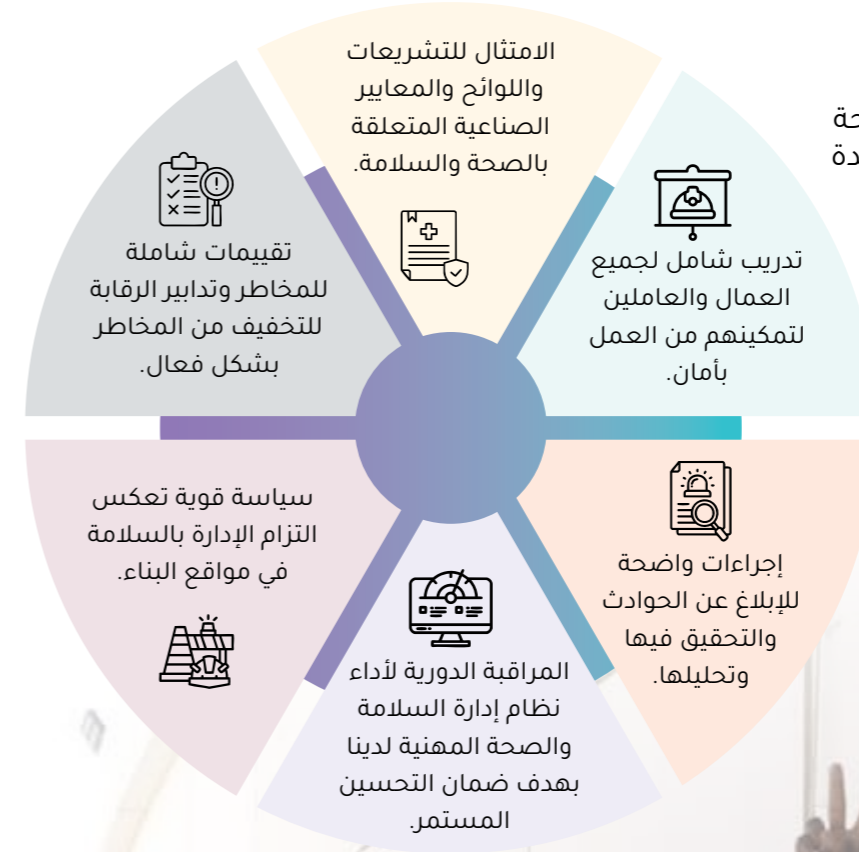 الامتثال للتشريعات
واللوائح والمعايير
الصناعية المتعلقة
بالصحة والسلامة.
تدريب شامل لجميع
العمال والعاملين
لتمكينهم من العمل
بأمان.
إجراءات واضحة
للإبلاغ عن الحوادث
والتحقيق فيها
وتحليلها.
المراقبة الدورية لأداء
نظام إدارة السلامة
والصحة المهنية لدينا
بهدف ضمان التحسين
المستمر.
سياسة قوية تعكس
التزام الإدارة بالسلامة
في مواقع البناء.
تقييمات شاملة
للمخاطر وتدابير الرقابة
للتخفيف من المخاطر
بشكل فعال.